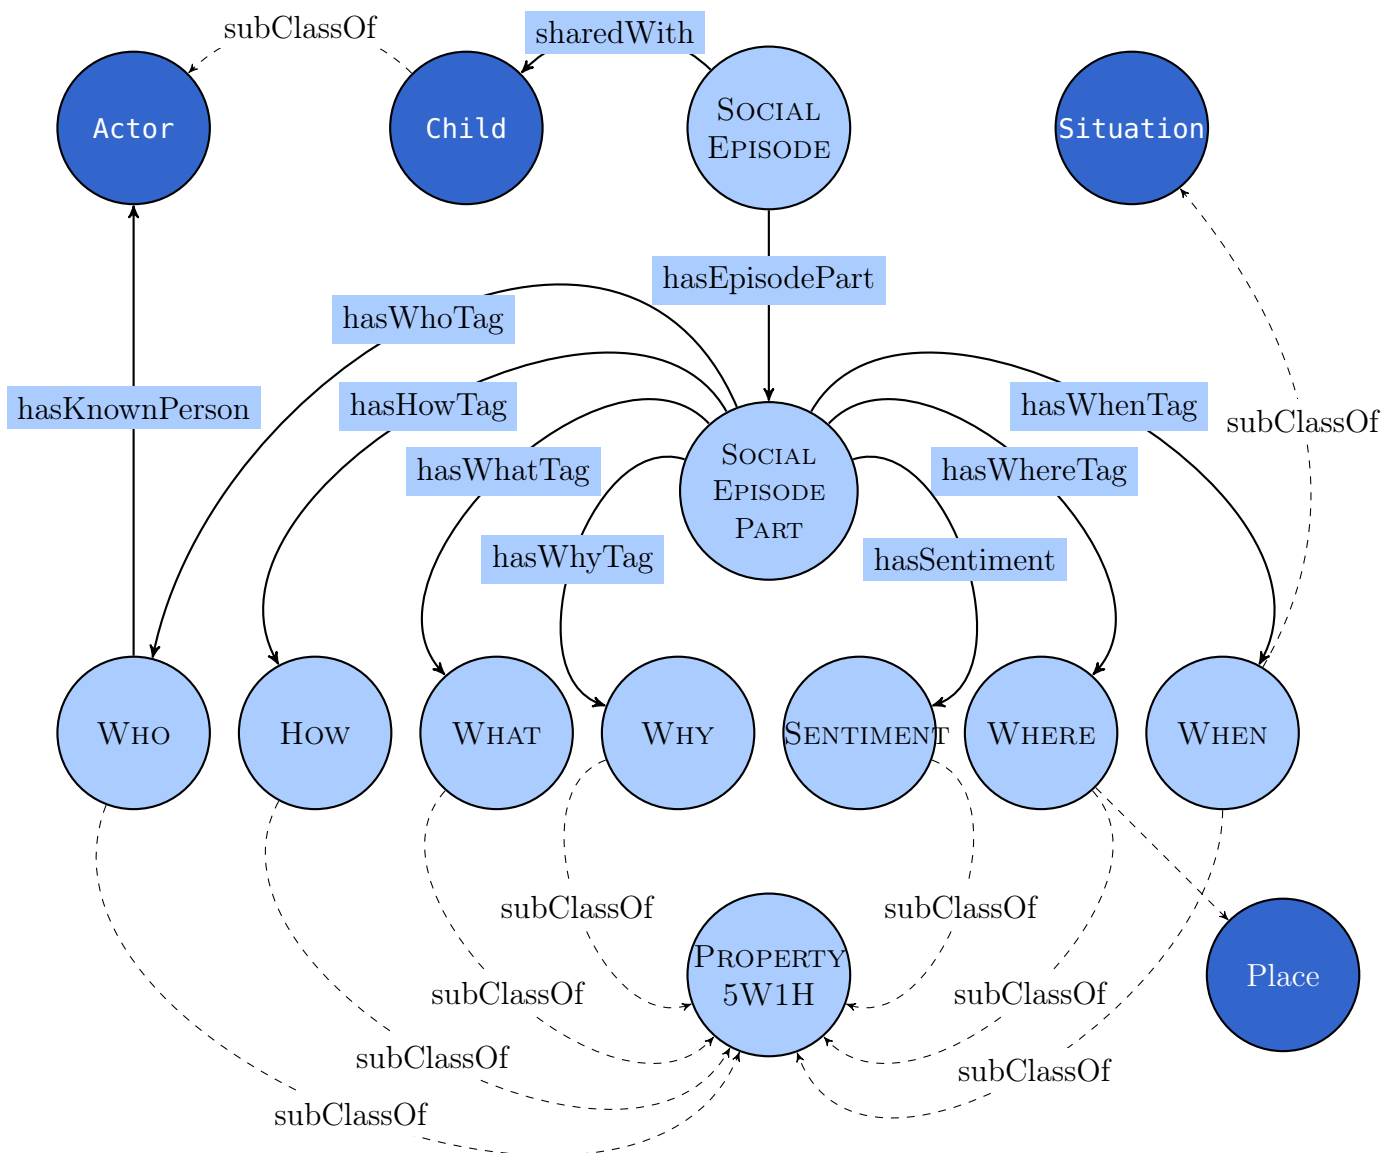 subClassOf
sharedWith
Actor
Child
SOCIAL
EPISODE
Situation
hasEpisodePart
hasWhoTag
hasKnownPerson
hasHowTag
hasWhenTag
subClassOf
hasWhatTag
SOCIAL
EPISODE
PART
hasWhereTag
hasWhyTag
hasSentiment
WHO
HOW
WHAT
WHY
SENTIMENT
WHERE
WHEN
subClassOf
subClassOf
PROPERTY
5W1H
Place
subClassOf
subClassOf
subClassOf
subClassOf
subClassOf